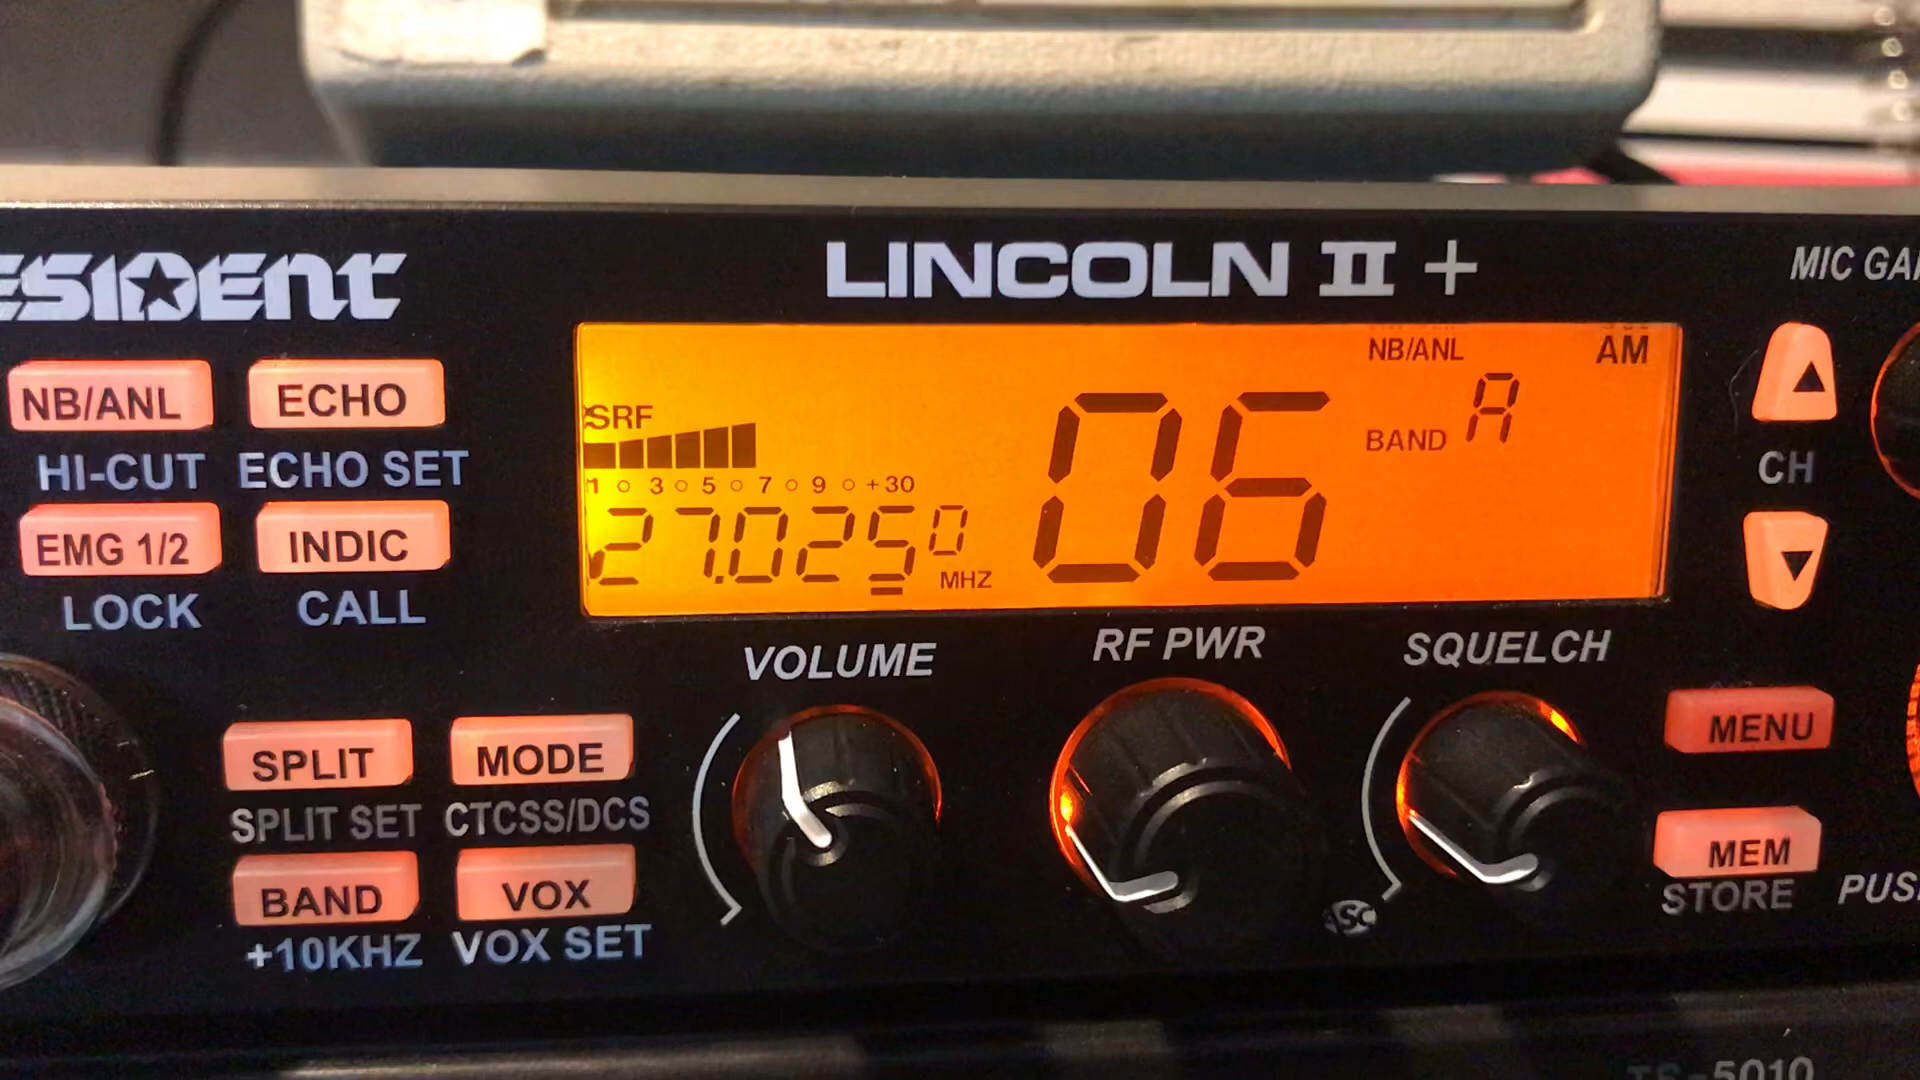 ESIDENT
LINCOLN II +
MIC GAI
NB/ANL
ECHO
HI-CUT
ECHO SET
EMG 1/2
INDIC
LOCK
CALL
NB/ANL
AM
SRF
BAND A
1 3 5 7 9 +30
27.0250 MHZ
06
CH
VOLUME
RF PWR
SQUELCH
SPLIT
MODE
SPLIT SET
CTCSS/DCS
BAND
VOX
+10KHZ
VOX SET
ASC
MENU
MEM
STORE
PUS
TS-5010